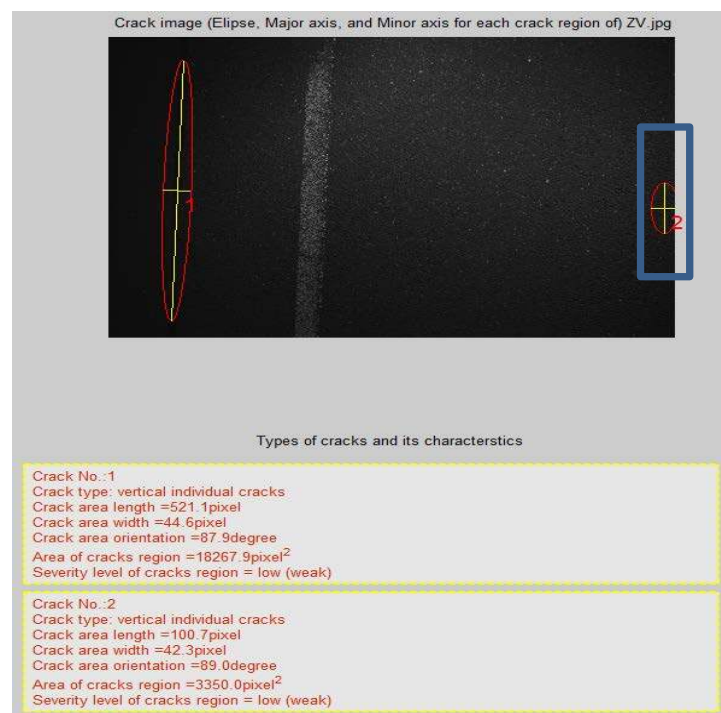 Crack image (Elipse, Major axis, and Minor axis for each crack region of) ZV.jpg
1
2
Types of cracks and its characterstics
Crack No.:1
Crack type: vertical individual cracks
Crack area length =521.1pixel
Crack area width =44.6pixel
Crack area orientation =87.9degree
Area of cracks region =18267.9pixel²
Severity level of cracks region = low (weak)
Crack No.:2
Crack type: vertical individual cracks
Crack area length =100.7pixel
Crack area width =42.3pixel
Crack area orientation =89.0degree
Area of cracks region =3350.0pixel²
Severity level of cracks region = low (weak)